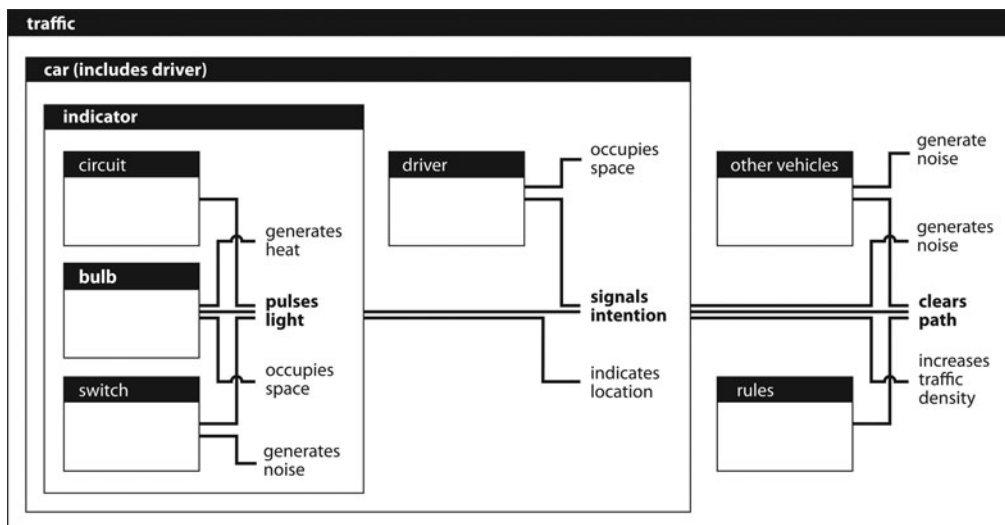 traffic
car (includes driver)
indicator
circuit
generates
heat
bulb
pulses
light
occupies
space
switch
generates
noise
driver
occupies
space
signals
intention
indicates
location
other vehicles
generate
noise
generates
noise
clears
path
increases
traffic
density
rules